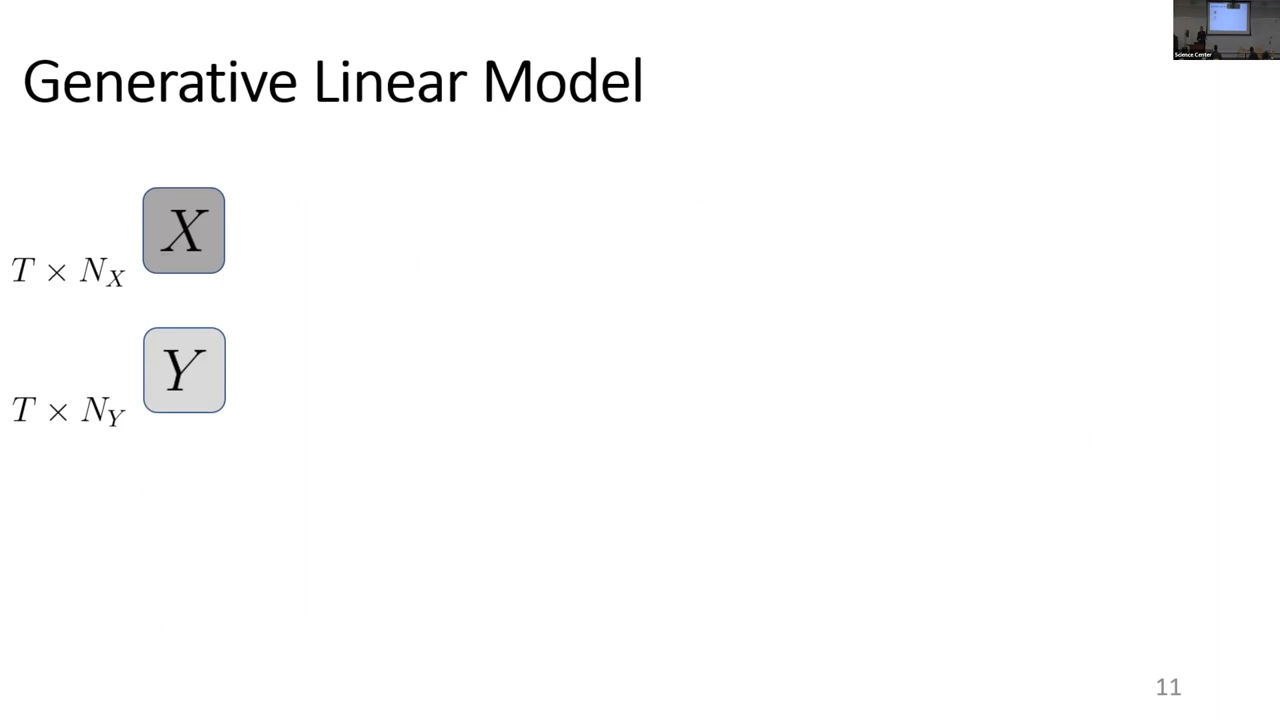 Science Center
Generative Linear Model
X
T × N_X
Y
T × N_Y
11